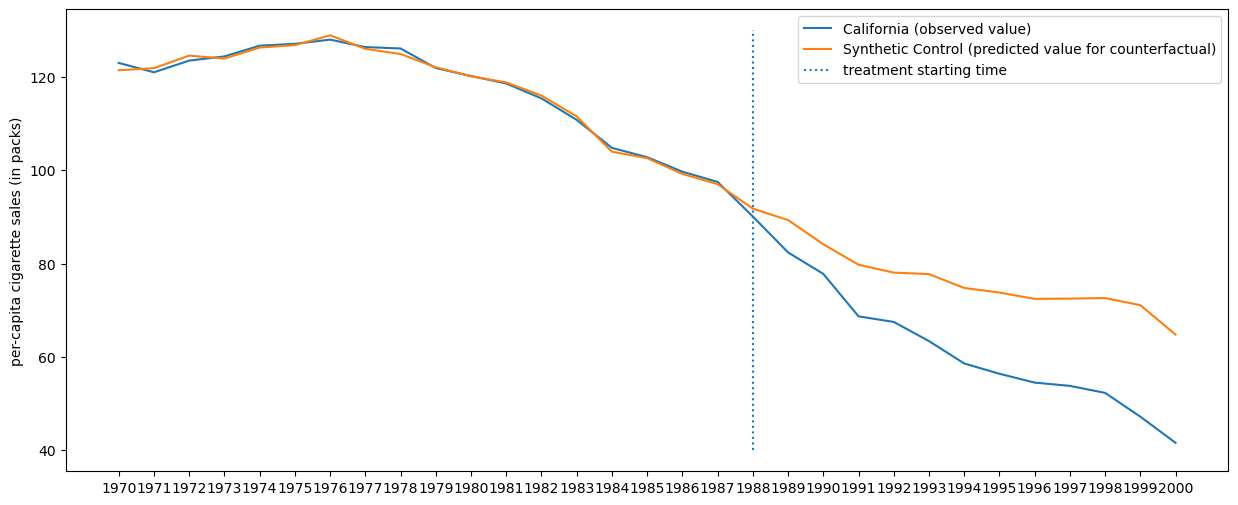 California (observed value)
Synthetic Control (predicted value for counterfactual)
treatment starting time
per-capita cigarette sales (in packs)
120
100
80
60
40
1970 1971 1972 1973 1974 1975 1976 1977 1978 1979 1980 1981 1982 1983 1984 1985 1986 1987 1988 1989 1990 1991 1992 1993 1994 1995 1996 1997 1998 1999 2000